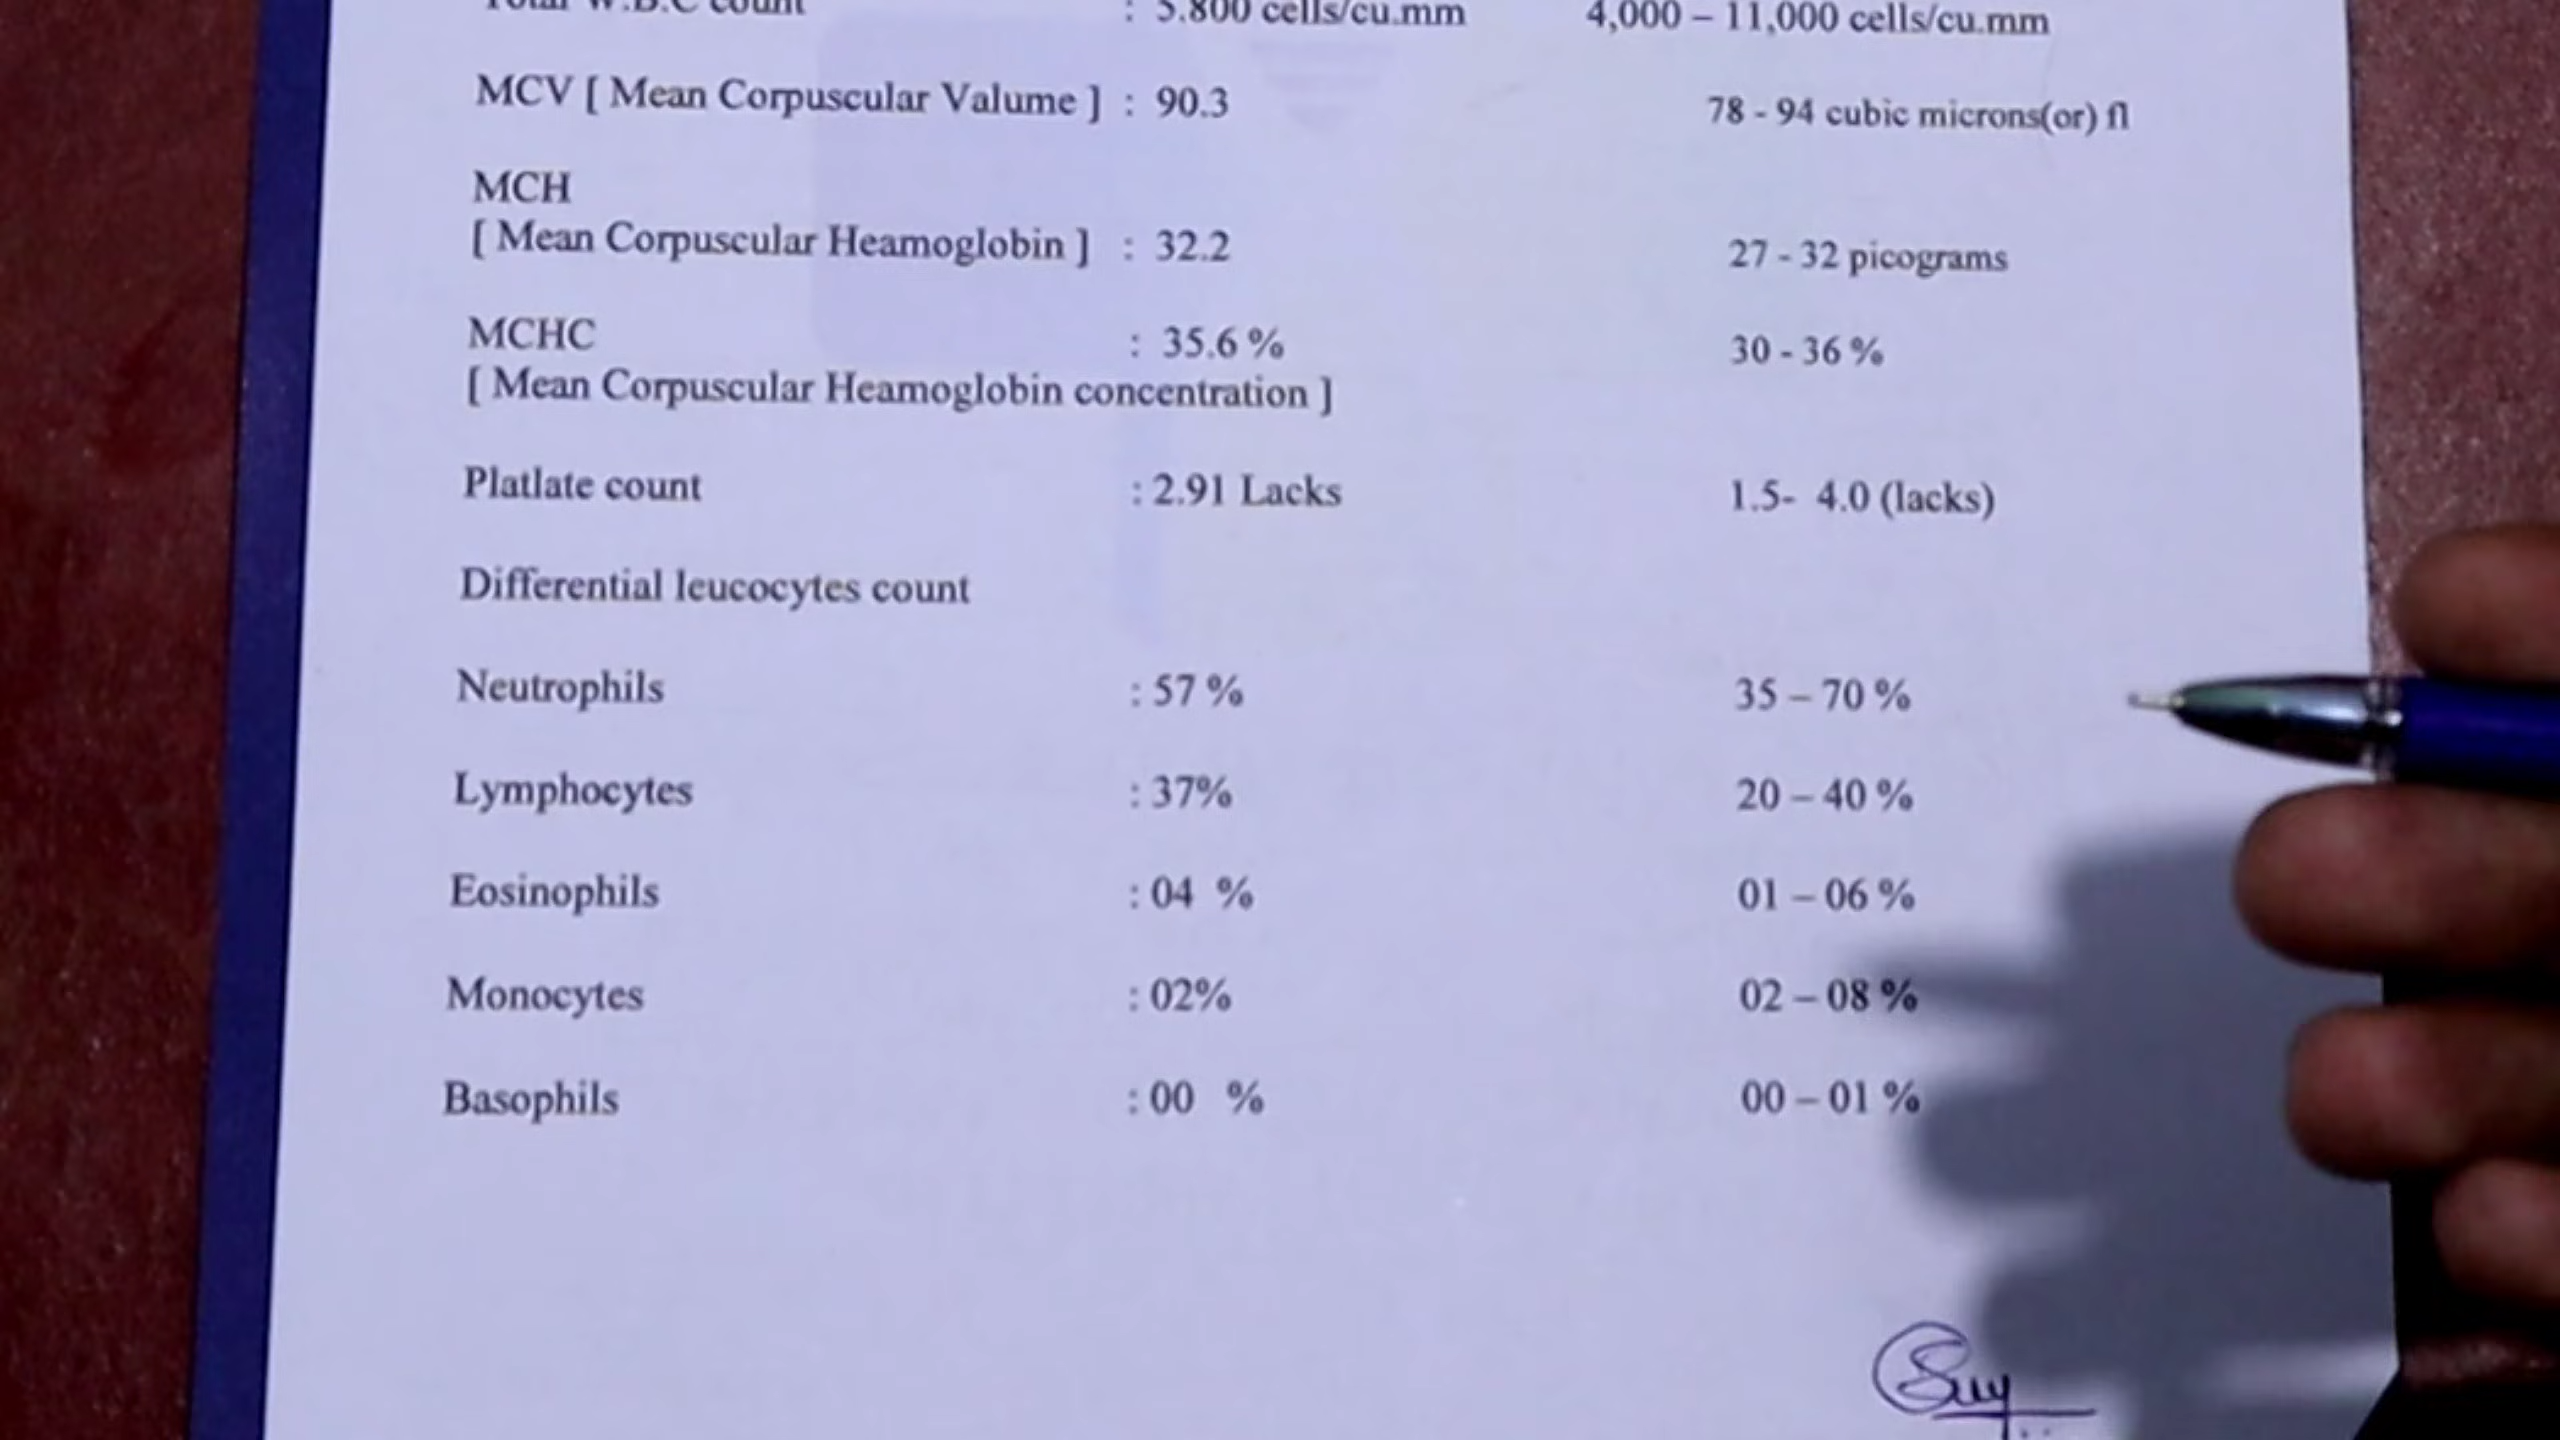 Total W.B.C count : 5.800 cells/cu.mm 4,000 – 11,000 cells/cu.mm
MCV [ Mean Corpuscular Valume ] : 90.3 78 - 94 cubic microns(or) fl
MCH
[ Mean Corpuscular Heamoglobin ] : 32.2 27 - 32 picograms
MCHC : 35.6 % 30 - 36 %
[ Mean Corpuscular Heamoglobin concentration ]
Platlate count : 2.91 Lacks 1.5- 4.0 (lacks)
Differential leucocytes count
Neutrophils : 57 % 35 – 70 %
Lymphocytes : 37% 20 – 40 %
Eosinophils : 04 % 01 – 06 %
Monocytes : 02% 02 – 08 %
Basophils : 00 % 00 – 01 %